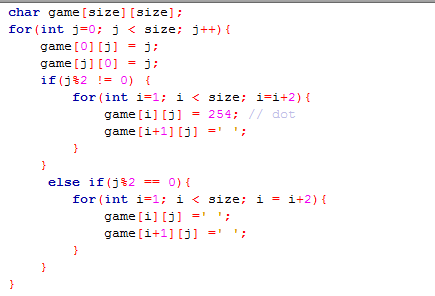 char game[size][size];
for(int j=0; j < size; j++){
game[0][j] = j;
game[j][0] = j;
if(j%2 != 0) {
for(int i=1; i < size; i=i+2){
game[i][j] = 254; // dot
game[i+1][j] =' ';
}
}
else if(j%2 == 0){
for(int i=1; i < size; i = i+2){
game[i][j] =' ';
game[i+1][j] =' ';
}
}
}